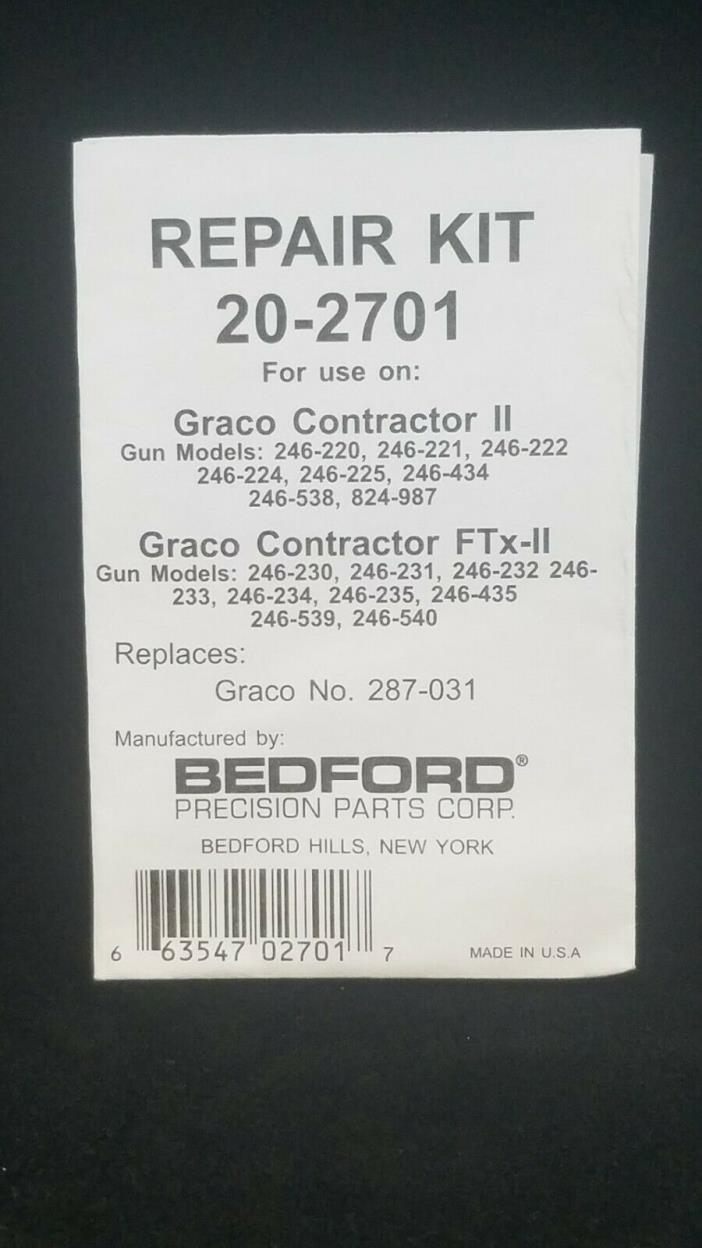 REPAIR KIT
20-2701
For use on:
Graco Contractor II
Gun Models: 246-220, 246-221, 246-222
246-224, 246-225, 246-434
246-538, 824-987
Graco Contractor FTx-II
Gun Models: 246-230, 246-231, 246-232 246-
233, 246-234, 246-235, 246-435
246-539, 246-540
Replaces:
Graco No. 287-031
Manufactured by:
BEDFORD®
PRECISION PARTS CORP.
BEDFORD HILLS, NEW YORK
6 63547 02701 7
MADE IN U.S.A